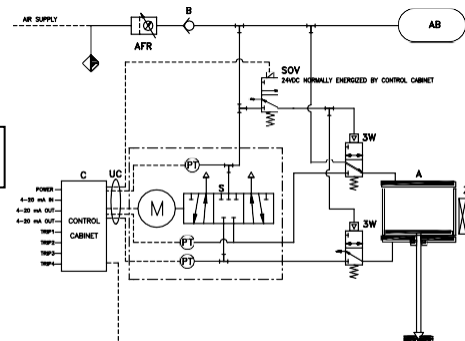 AIR SUPPLY
AFR
B
AB
SOV
24VDC NORMALLY ENERGIZED BY CONTROL CABINET
3W
A
PT
C
UC
S
M
POWER
4-20 mA IN
4-20 mA OUT
4-20 mA OUT
TRIP1
TRIP2
TRIP3
TRIP4
CONTROL
CABINET
PT
PT
3W